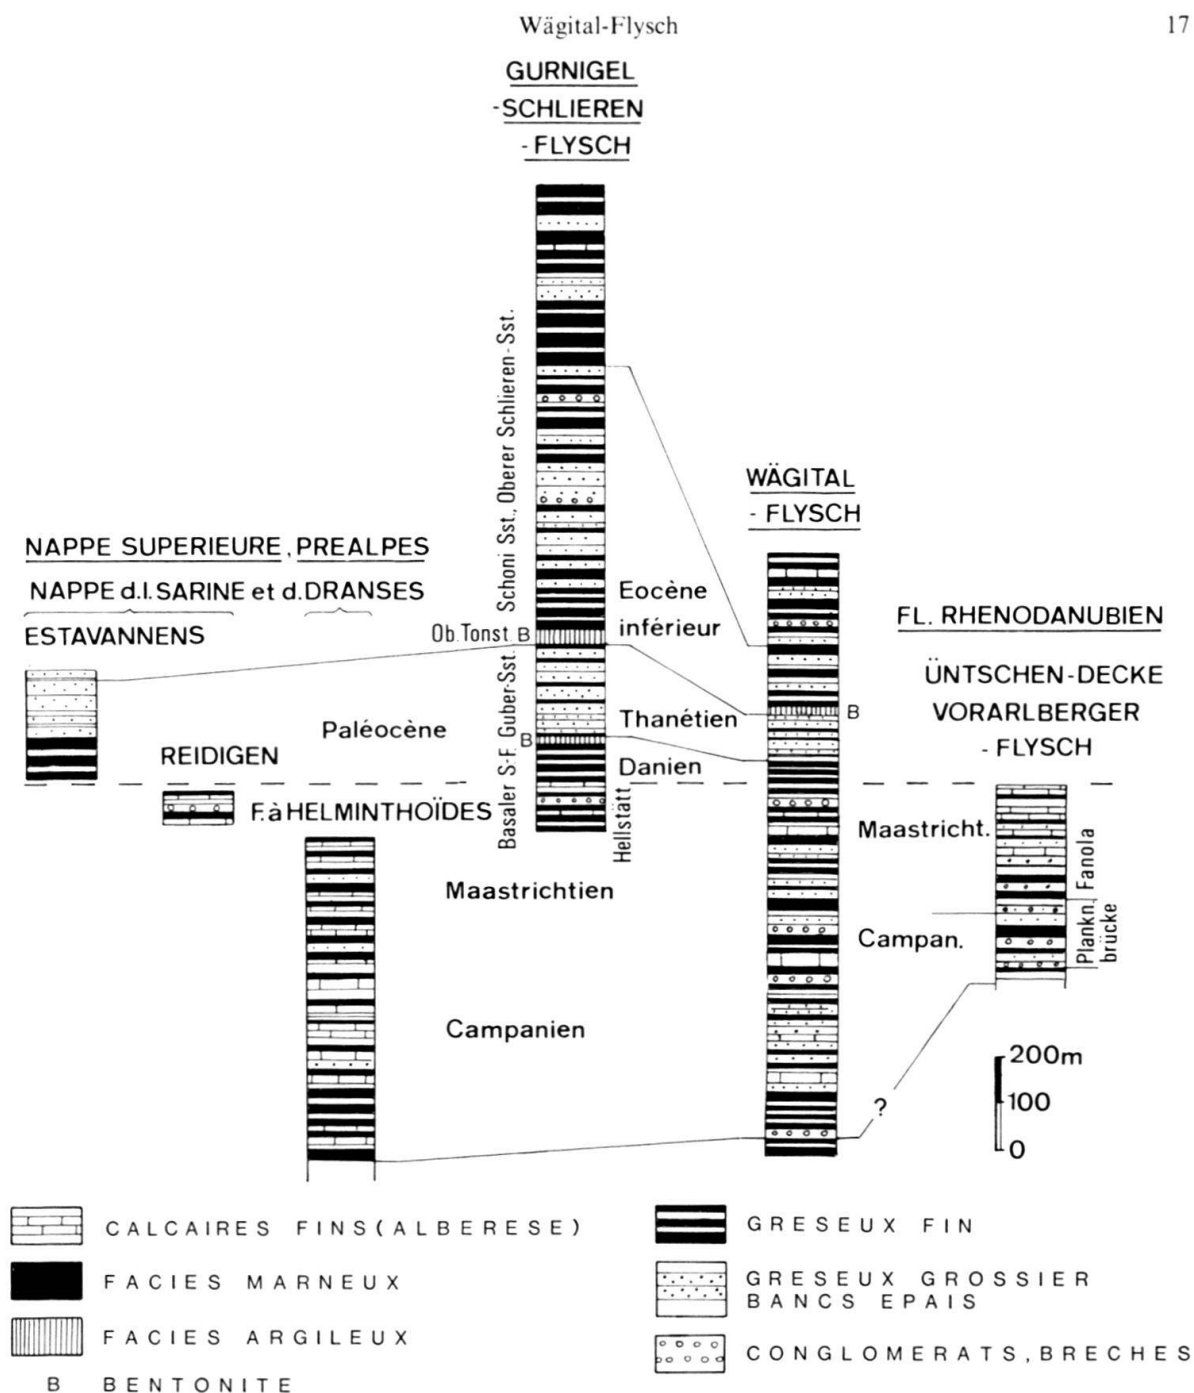 Wägital-Flysch
17
GURNIGEL
-SCHLIEREN
-FLYSCH
Schoni Sst., Oberer Schlieren-Sst.
WÄGITAL
-FLYSCH
NAPPE SUPERIEURE, PREALPES
NAPPE d.l.SARINE et d.DRANSES
ESTAVANNENS
Eocène
inférieur
FL. RHENODANUBIEN
ÜNTSCHEN-DECKE
VORARLBERGER
-FLYSCH
Ob.Tonst. B
Guber-Sst.
Paléocène
Thanétien
B
B
Danien
REIDIGEN
Basaler S-F.
F.à HELMINTHOÏDES
Hellstätt
Maastricht.
Fanola
Maastrichtien
Campan.
Plankn.
brücke
Campanien
200m
100
0
?
CALCAIRES FINS(ALBERESE)
FACIES MARNEUX
FACIES ARGILEUX
B BENTONITE
GRESEUX FIN
GRESEUX GROSSIER
BANCS EPAIS
CONGLOMERATS,BRECHES